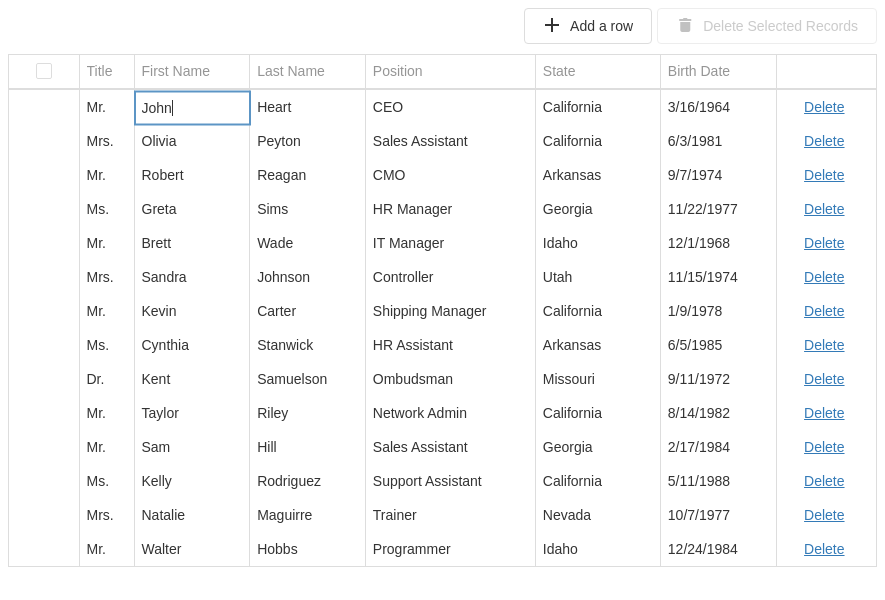 Add a row Delete Selected Records
Title First Name Last Name Position State Birth Date
Mr. John Heart CEO California 3/16/1964 Delete
Mrs. Olivia Peyton Sales Assistant California 6/3/1981 Delete
Mr. Robert Reagan CMO Arkansas 9/7/1974 Delete
Ms. Greta Sims HR Manager Georgia 11/22/1977 Delete
Mr. Brett Wade IT Manager Idaho 12/1/1968 Delete
Mrs. Sandra Johnson Controller Utah 11/15/1974 Delete
Mr. Kevin Carter Shipping Manager California 1/9/1978 Delete
Ms. Cynthia Stanwick HR Assistant Arkansas 6/5/1985 Delete
Dr. Kent Samuelson Ombudsman Missouri 9/11/1972 Delete
Mr. Taylor Riley Network Admin California 8/14/1982 Delete
Mr. Sam Hill Sales Assistant Georgia 2/17/1984 Delete
Ms. Kelly Rodriguez Support Assistant California 5/11/1988 Delete
Mrs. Natalie Maguirre Trainer Nevada 10/7/1977 Delete
Mr. Walter Hobbs Programmer Idaho 12/24/1984 Delete